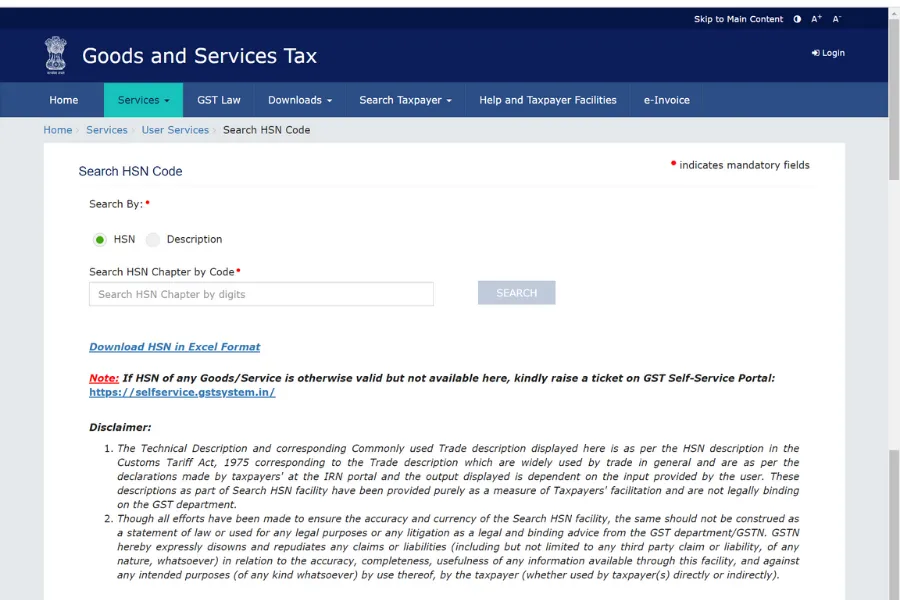 Skip to Main Content A+ A-
Goods and Services Tax
Login
Home Services GST Law Downloads Search Taxpayer Help and Taxpayer Facilities e-Invoice
Home Services User Services Search HSN Code
Search HSN Code
• indicates mandatory fields
Search By: •
HSN Description
Search HSN Chapter by Code •
Search HSN Chapter by digits
SEARCH
Download HSN in Excel Format
Note: If HSN of any Goods/Service is otherwise valid but not available here, kindly raise a ticket on GST Self-Service Portal:
https://selfservice.gstsystem.in/
Disclaimer:
1. The Technical Description and corresponding Commonly used Trade description displayed here is as per the HSN description in the
Customs Tariff Act, 1975 corresponding to the Trade description which are widely used by trade in general and are as per the
declarations made by taxpayers' at the IRN portal and the output displayed is dependent on the input provided by the user. These
descriptions as part of Search HSN facility have been provided purely as a measure of Taxpayers' facilitation and are not legally binding
on the GST department.
2. Though all efforts have been made to ensure the accuracy and currency of the Search HSN facility, the same should not be construed as
a statement of law or used for any legal purposes or any litigation as a legal and binding advice from the GST department/GSTN. GSTN
hereby expressly disowns and repudiates any claims or liabilities (including but not limited to any third party claim or liability, of any
nature, whatsoever) in relation to the accuracy, completeness, usefulness of any information available through this facility, and against
any intended purposes (of any kind whatsoever) by use thereof, by the taxpayer (whether used by taxpayer(s) directly or indirectly).